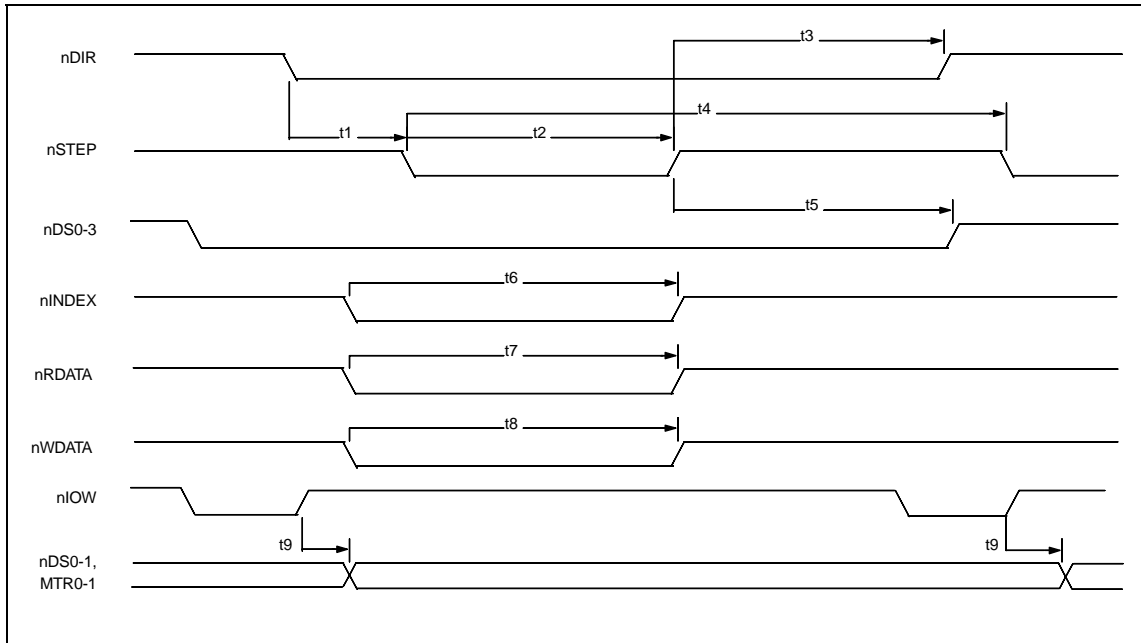 nDIR
t3
t4
nSTEP
t1
t2
nDS0-3
t5
nINDEX
t6
nRDATA
t7
nWDATA
t8
nIOW
t9
t9
nDS0-1,
MTR0-1